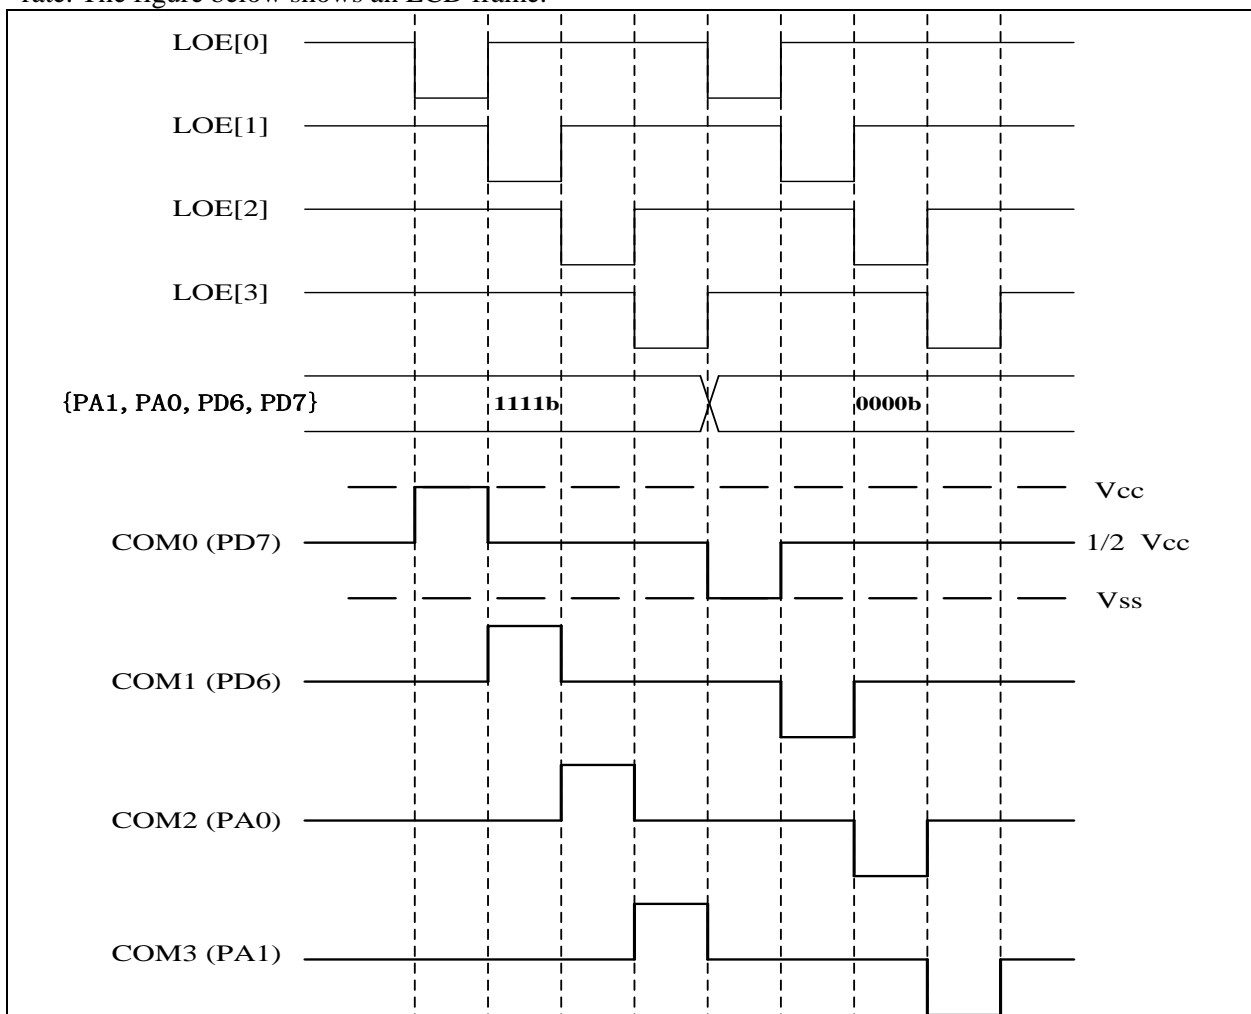 rate. The figure below shows an LCD frame.
LOE[0]
LOE[1]
LOE[2]
LOE[3]
{PA1, PA0, PD6, PD7} 1111b 0000b
Vcc
COM0 (PD7) 1/2 Vcc
Vss
COM1 (PD6)
COM2 (PA0)
COM3 (PA1)